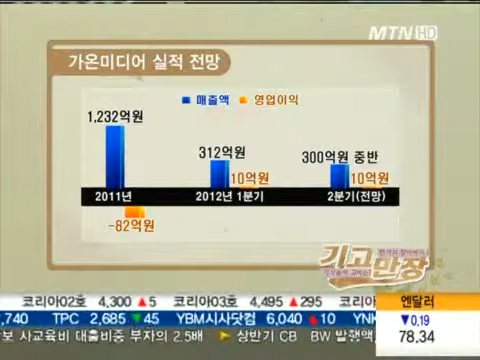 MTN HD
가온미디어 실적 전망
매출액 영업이익
1,232억원
312억원
300억원 중반
10억원 10억원
2011년 2012년 1분기 2분기(전망)
-82억원
기고만장
코리아02호 4,300 ▲ 5 코리아03호 4,495 ▲ 295 코리 엔달러
,740 TPC 2,685 ▼ 45 YBM시사닷컴 6,040 10 YNK ▼0.19
보 사교육비 대출비중 부자의 2.5배 ▶ 상반기 CB BW 발행액 78.34